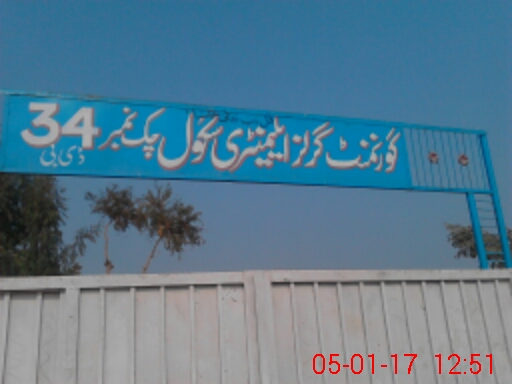 گورنمنٹ گرلز ایلیمنٹری سکول چک نمبر 34
ڈی بی
05-01-17 12:51